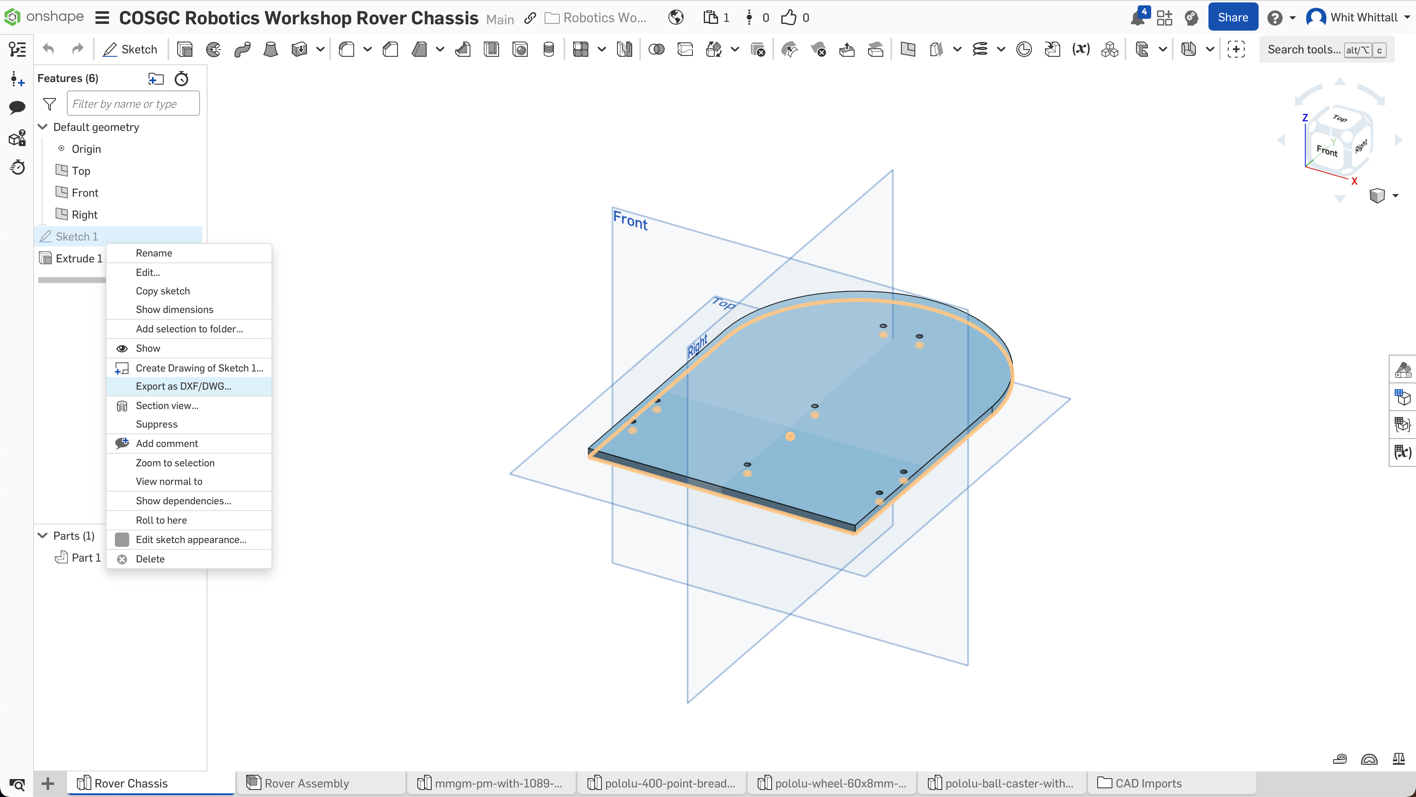 onshape
COSGC Robotics Workshop Rover Chassis Main Robotics Wo... 1 0 0 4 Share Whit Whittall
Sketch (x) Search tools... alt/⌥ c
Features (6)
Filter by name or type
Default geometry
Origin
Top
Front
Right
Sketch 1
Extrude 1
Rename
Edit...
Copy sketch
Show dimensions
Add selection to folder...
Show
Create Drawing of Sketch 1...
Export as DXF/DWG...
Section view...
Suppress
Add comment
Zoom to selection
View normal to
Show dependencies...
Roll to here
Edit sketch appearance...
Delete
Parts (1)
Part 1
Front
Top
Right
Z
Top
Y
Front
Right
X
(x)
Rover Chassis
Rover Assembly
mmgm-pm-with-1089-...
pololu-400-point-bread...
pololu-wheel-60x8mm-...
pololu-ball-caster-with...
CAD Imports